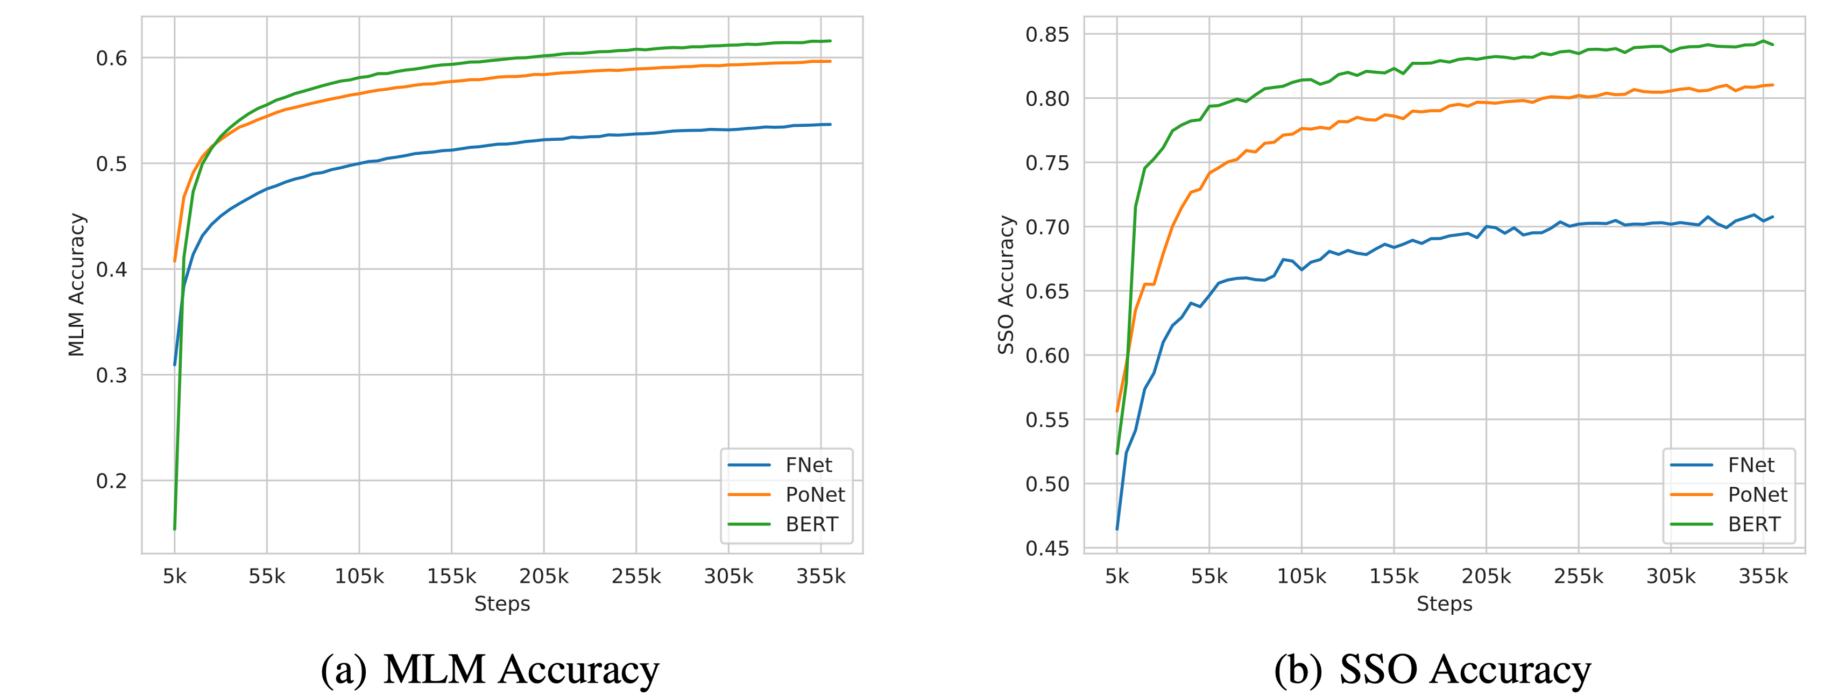 0.6
0.5
0.4
0.3
0.2
MLM Accuracy
FNet
PoNet
BERT
5k 55k 105k 155k 205k 255k 305k 355k
Steps
(a) MLM Accuracy
0.85
0.80
0.75
0.70
0.65
0.60
0.55
0.50
0.45
SSO Accuracy
FNet
PoNet
BERT
5k 55k 105k 155k 205k 255k 305k 355k
Steps
(b) SSO Accuracy